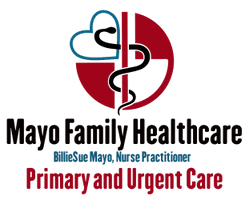 Mayo Family Healthcare
BillieSue Mayo, Nurse Practitioner
Primary and Urgent Care